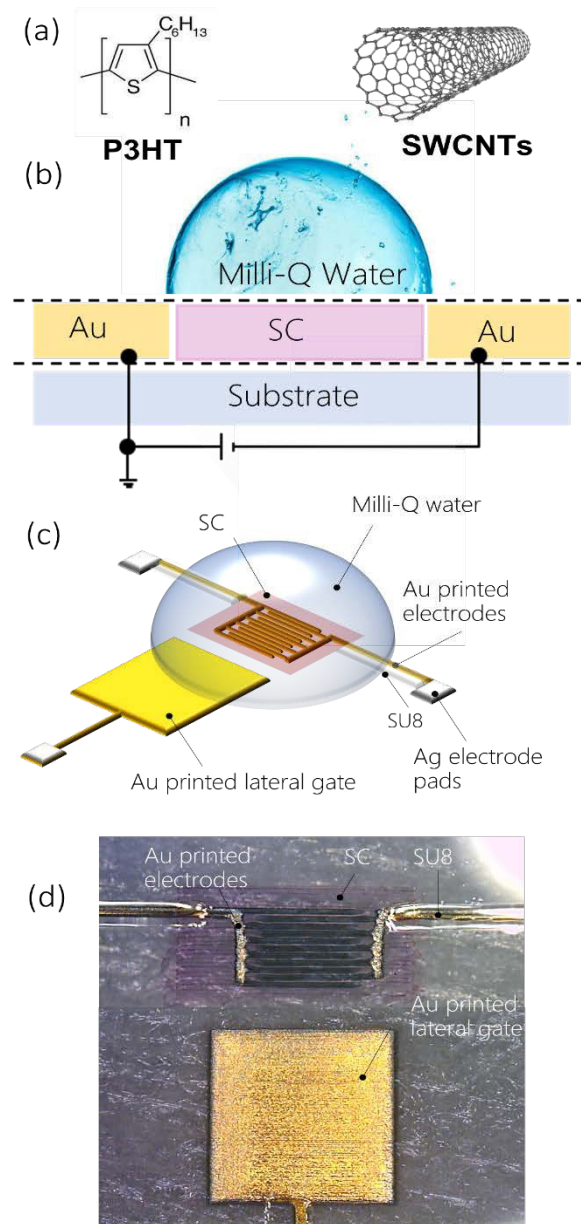 (a)
C6H13
S
n
P3HT
SWCNTs
(b)
Milli-Q Water
Au
SC
Au
Substrate
(c)
SC
Milli-Q water
Au printed
electrodes
SU8
Ag electrode
pads
Au printed lateral gate
(d)
Au printed
electrodes
SC
SU8
Au printed
lateral gate